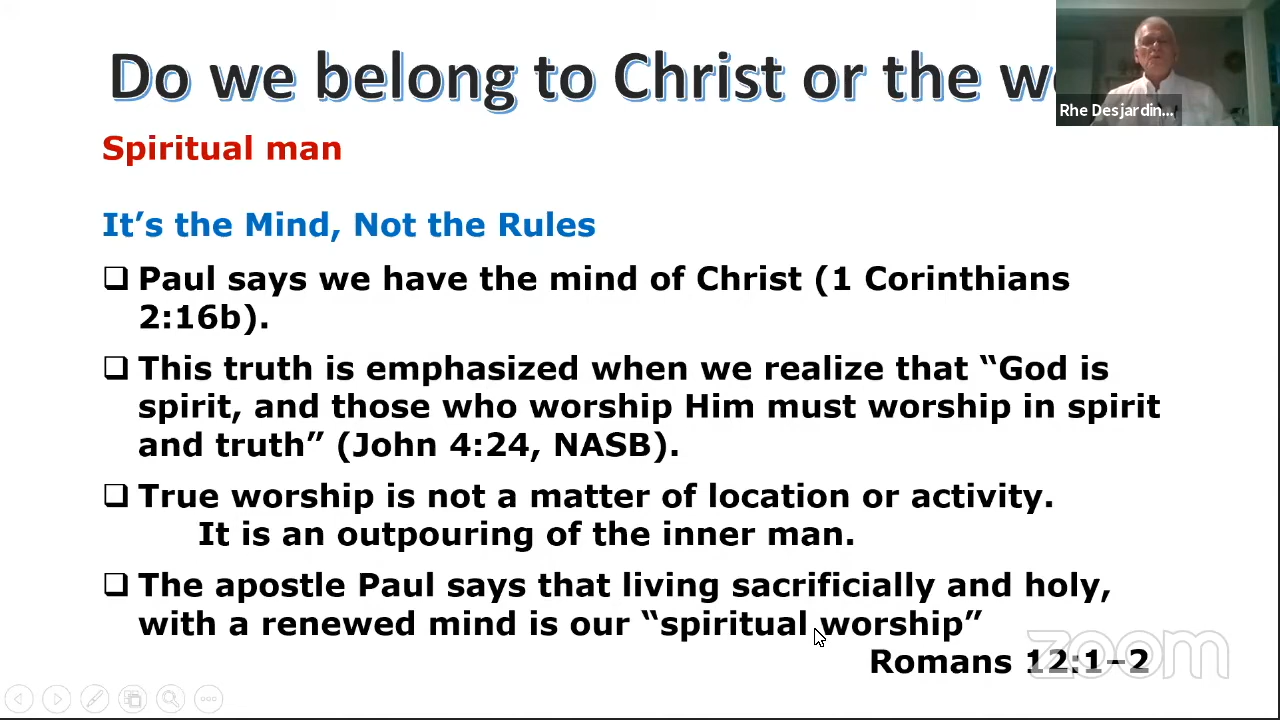 Do we belong to Christ or the w
Rhe Desjardin...
Spiritual man
It’s the Mind, Not the Rules
❑ Paul says we have the mind of Christ (1 Corinthians
2:16b).
❑ This truth is emphasized when we realize that “God is
spirit, and those who worship Him must worship in spirit
and truth” (John 4:24, NASB).
❑ True worship is not a matter of location or activity.
It is an outpouring of the inner man.
❑ The apostle Paul says that living sacrificially and holy,
with a renewed mind is our “spiritual worship”
Romans 12:1–2
zoom